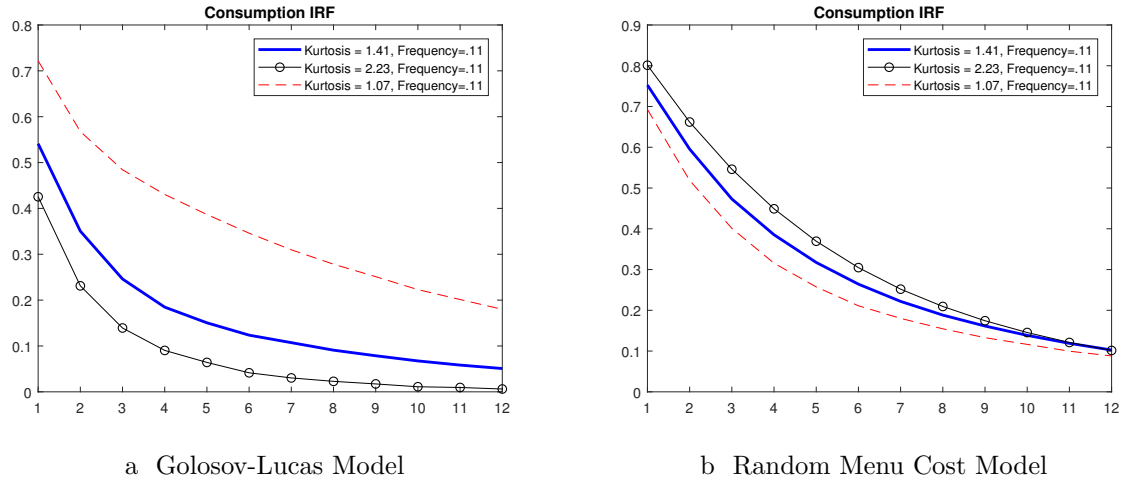 Consumption IRF
Kurtosis = 1.41, Frequency=.11
Kurtosis = 2.23, Frequency=.11
Kurtosis = 1.07, Frequency=.11
0.8
0.7
0.6
0.5
0.4
0.3
0.2
0.1
0
1 2 3 4 5 6 7 8 9 10 11 12
a Golosov-Lucas Model
Consumption IRF
Kurtosis = 1.41, Frequency=.11
Kurtosis = 2.23, Frequency=.11
Kurtosis = 1.07, Frequency=.11
0.9
0.8
0.7
0.6
0.5
0.4
0.3
0.2
0.1
0
1 2 3 4 5 6 7 8 9 10 11 12
b Random Menu Cost Model